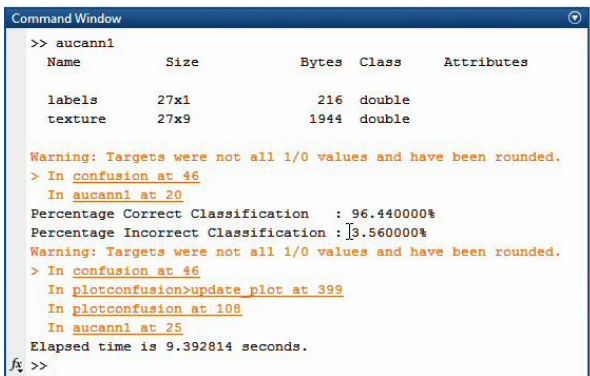 Command Window
>> aucann1
Name Size Bytes Class Attributes
labels 27x1 216 double
texture 27x9 1944 double
Warning: Targets were not all 1/0 values and have been rounded.
> In confusion at 46
In aucann1 at 20
Percentage Correct Classification : 96.440000%
Percentage Incorrect Classification : 3.560000%
Warning: Targets were not all 1/0 values and have been rounded.
> In confusion at 46
In plotconfusion>update_plot at 399
In plotconfusion at 108
In aucann1 at 25
Elapsed time is 9.392814 seconds.
fx >>